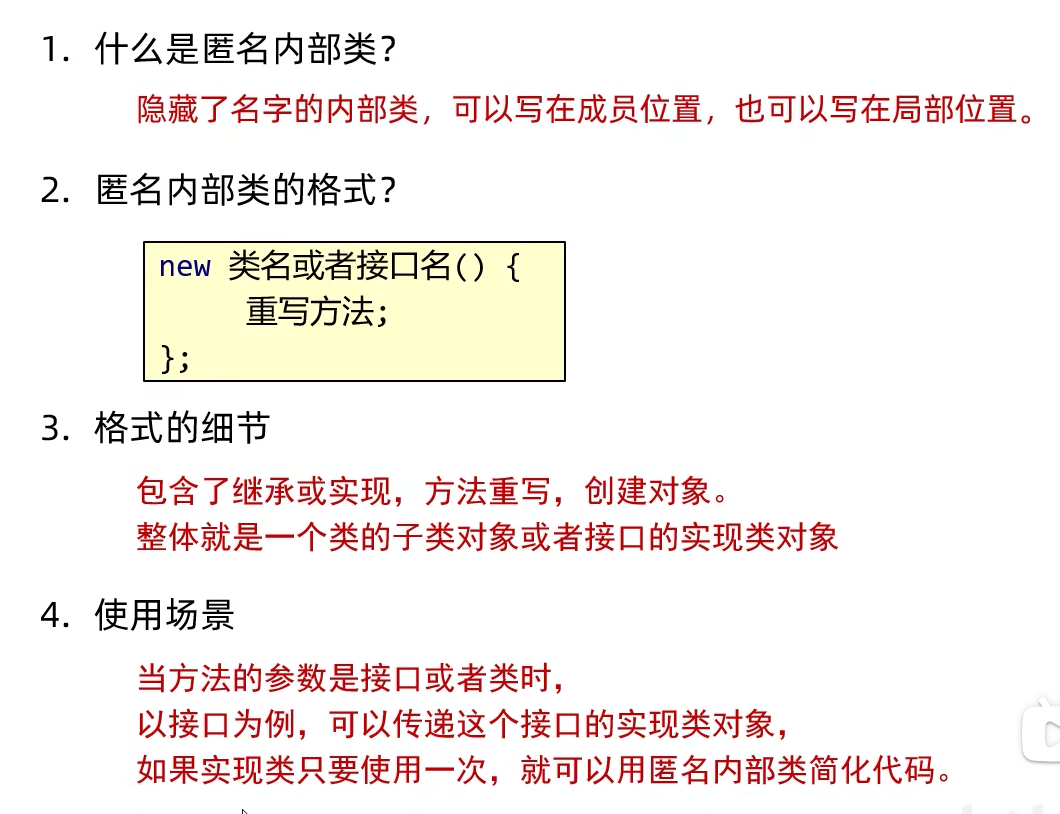 1. 什么是匿名内部类?
隐藏了名字的内部类，可以写在成员位置，也可以写在局部位置。
2. 匿名内部类的格式?
new 类名或者接口名() {
重写方法;
};
3. 格式的细节
包含了继承或实现，方法重写，创建对象。
整体就是一个类的子类对象或者接口的实现类对象
4. 使用场景
当方法的参数是接口或者类时，
以接口为例，可以传递这个接口的实现类对象，
如果实现类只要使用一次，就可以用匿名内部类简化代码。